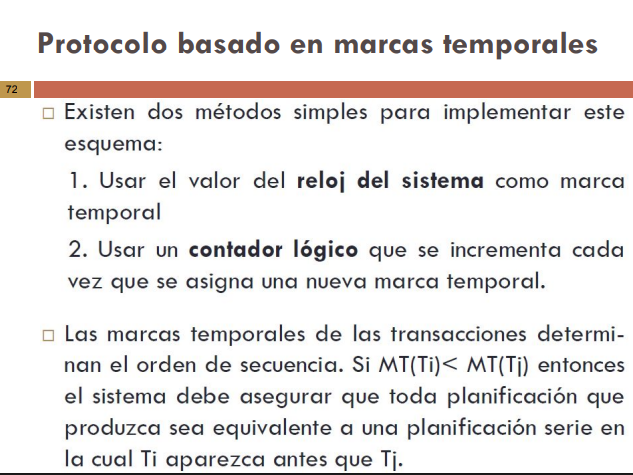 Protocolo basado en marcas temporales
72
Existen dos métodos simples para implementar este
esquema:
1. Usar el valor del reloj del sistema como marca
temporal
2. Usar un contador lógico que se incrementa cada
vez que se asigna una nueva marca temporal.
Las marcas temporales de las transacciones determi-
nan el orden de secuencia. Si MT(Ti)< MT(Tj) entonces
el sistema debe asegurar que toda planificación que
produzca sea equivalente a una planificación serie en
la cual Ti aparezca antes que Tj.